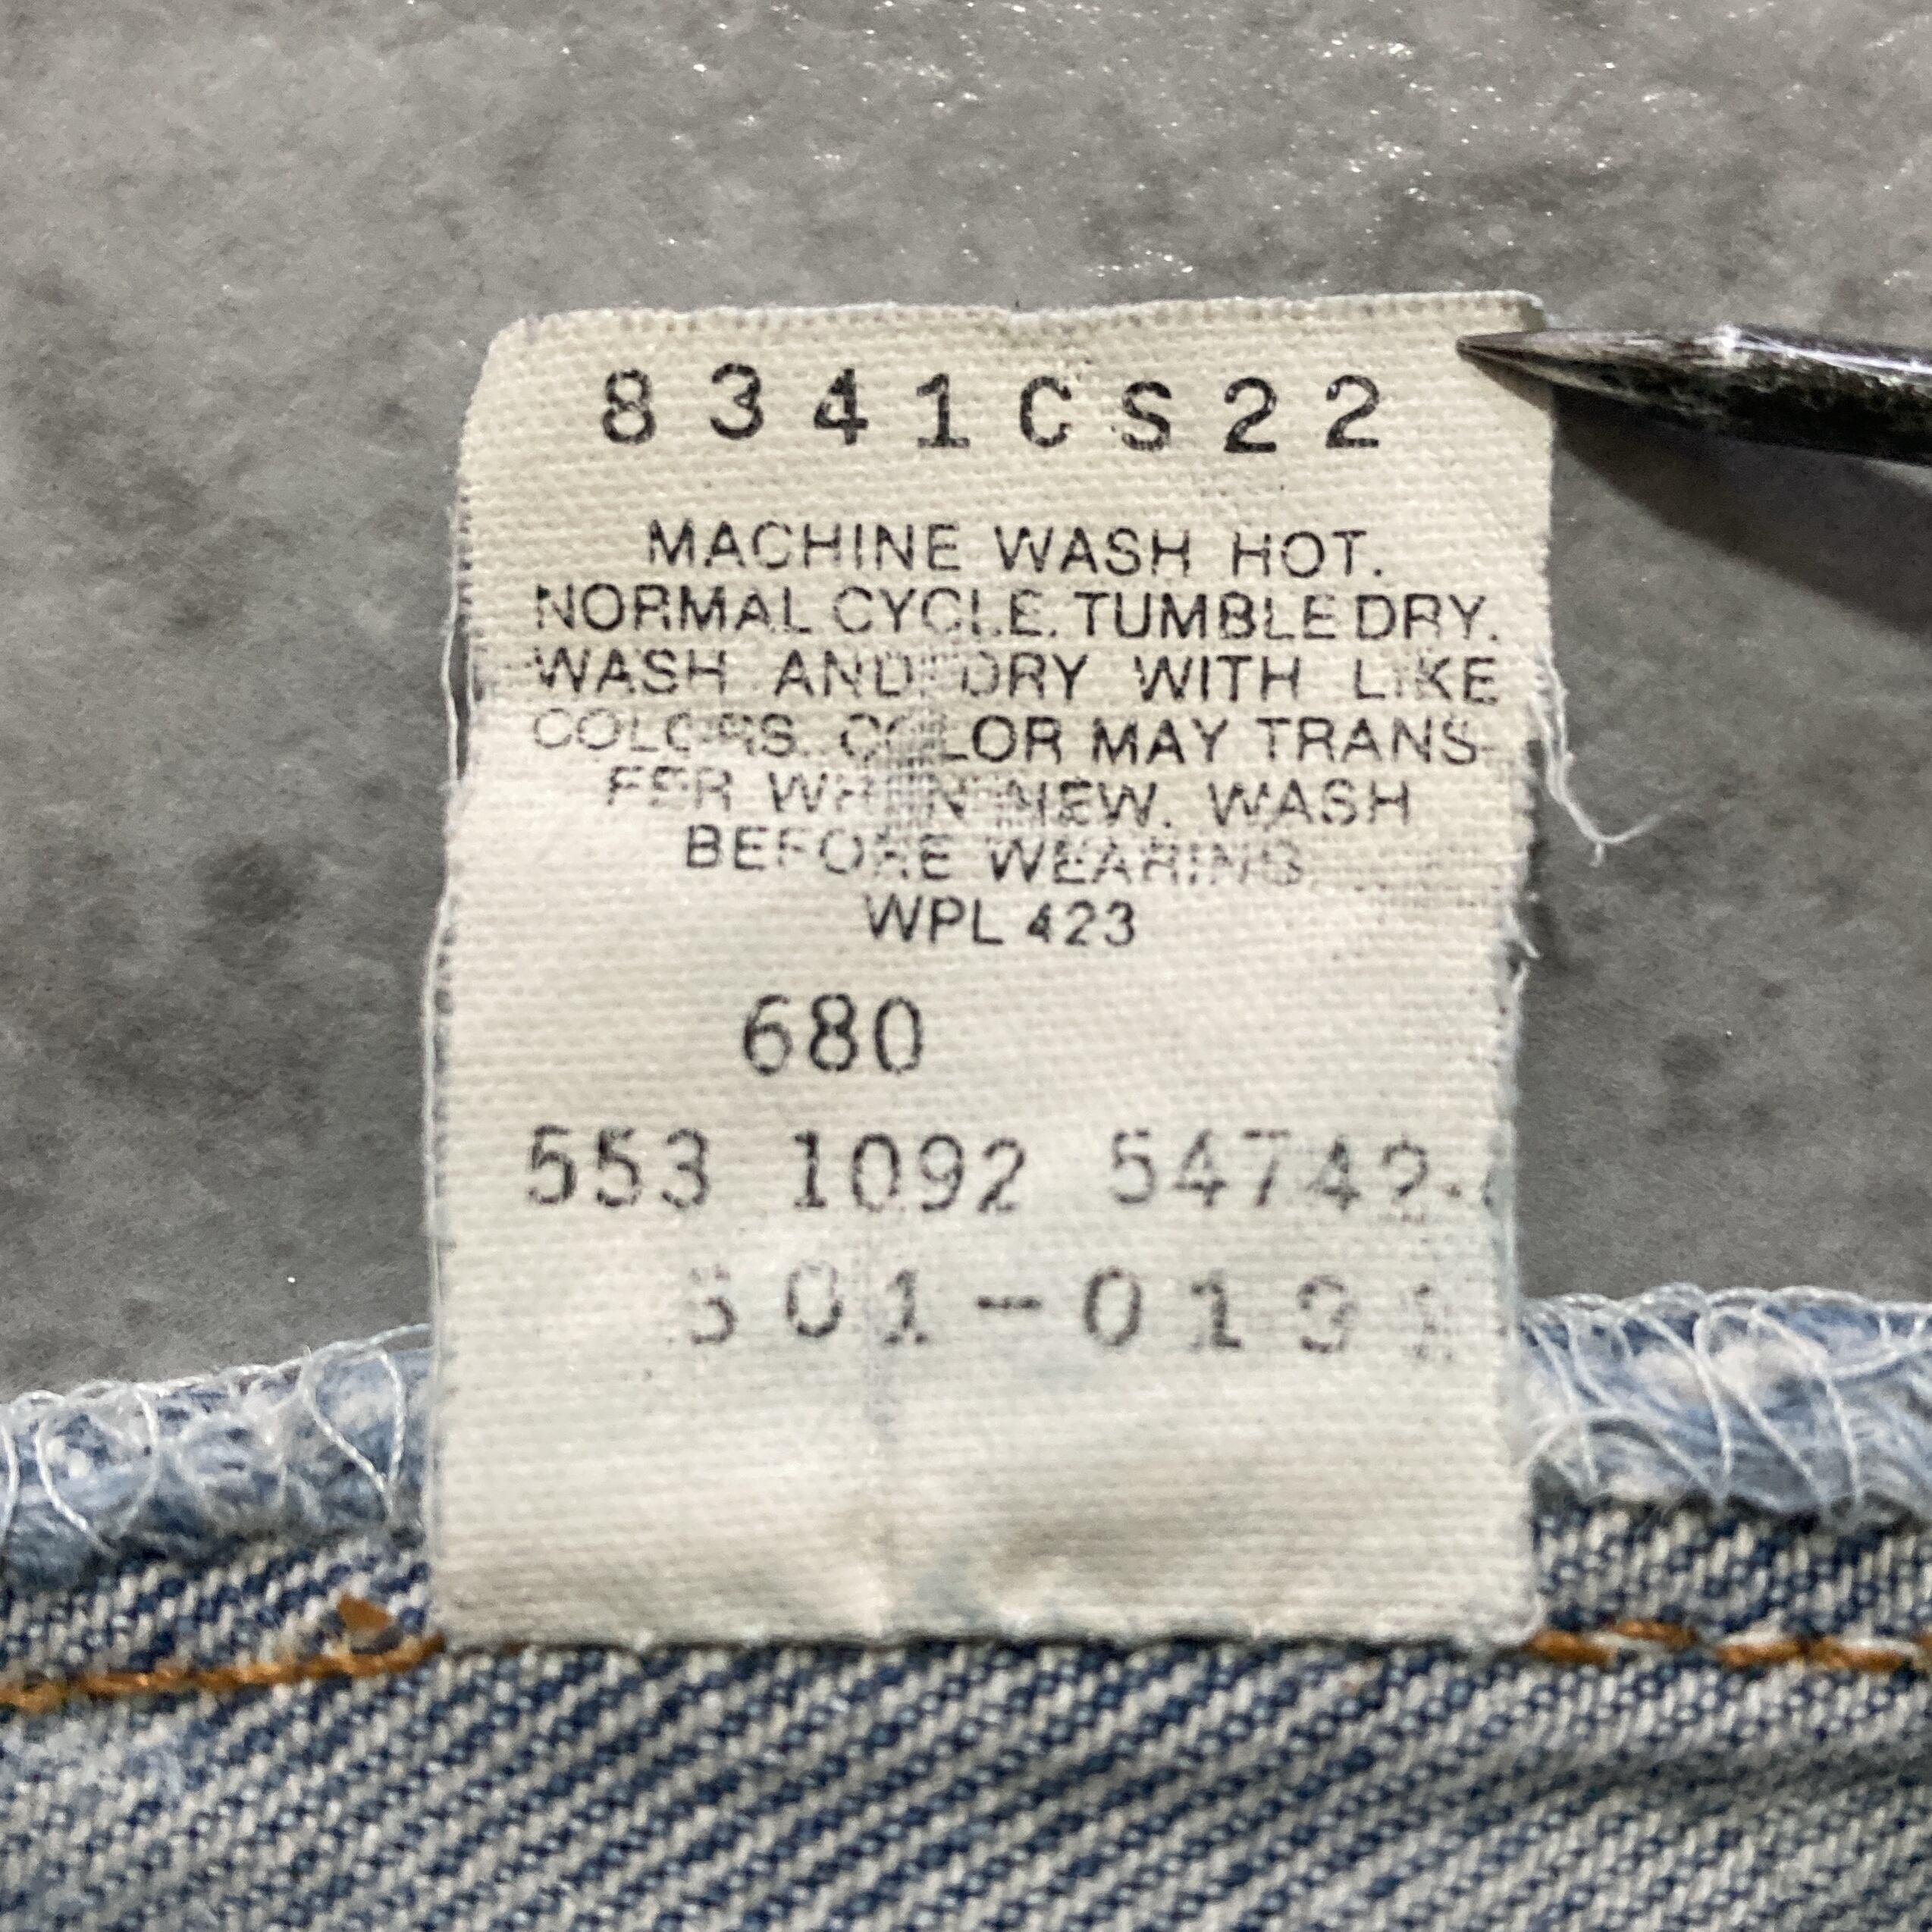 8341CS22
MACHINE WASH HOT.
NORMAL CYCLE. TUMBLE DRY.
WASH AND DRY WITH LIKE
COLORS. COLOR MAY TRANS-
FER WHEN NEW. WASH
BEFORE WEARING.
WPL 423
680
553 1092 54742
501-0191